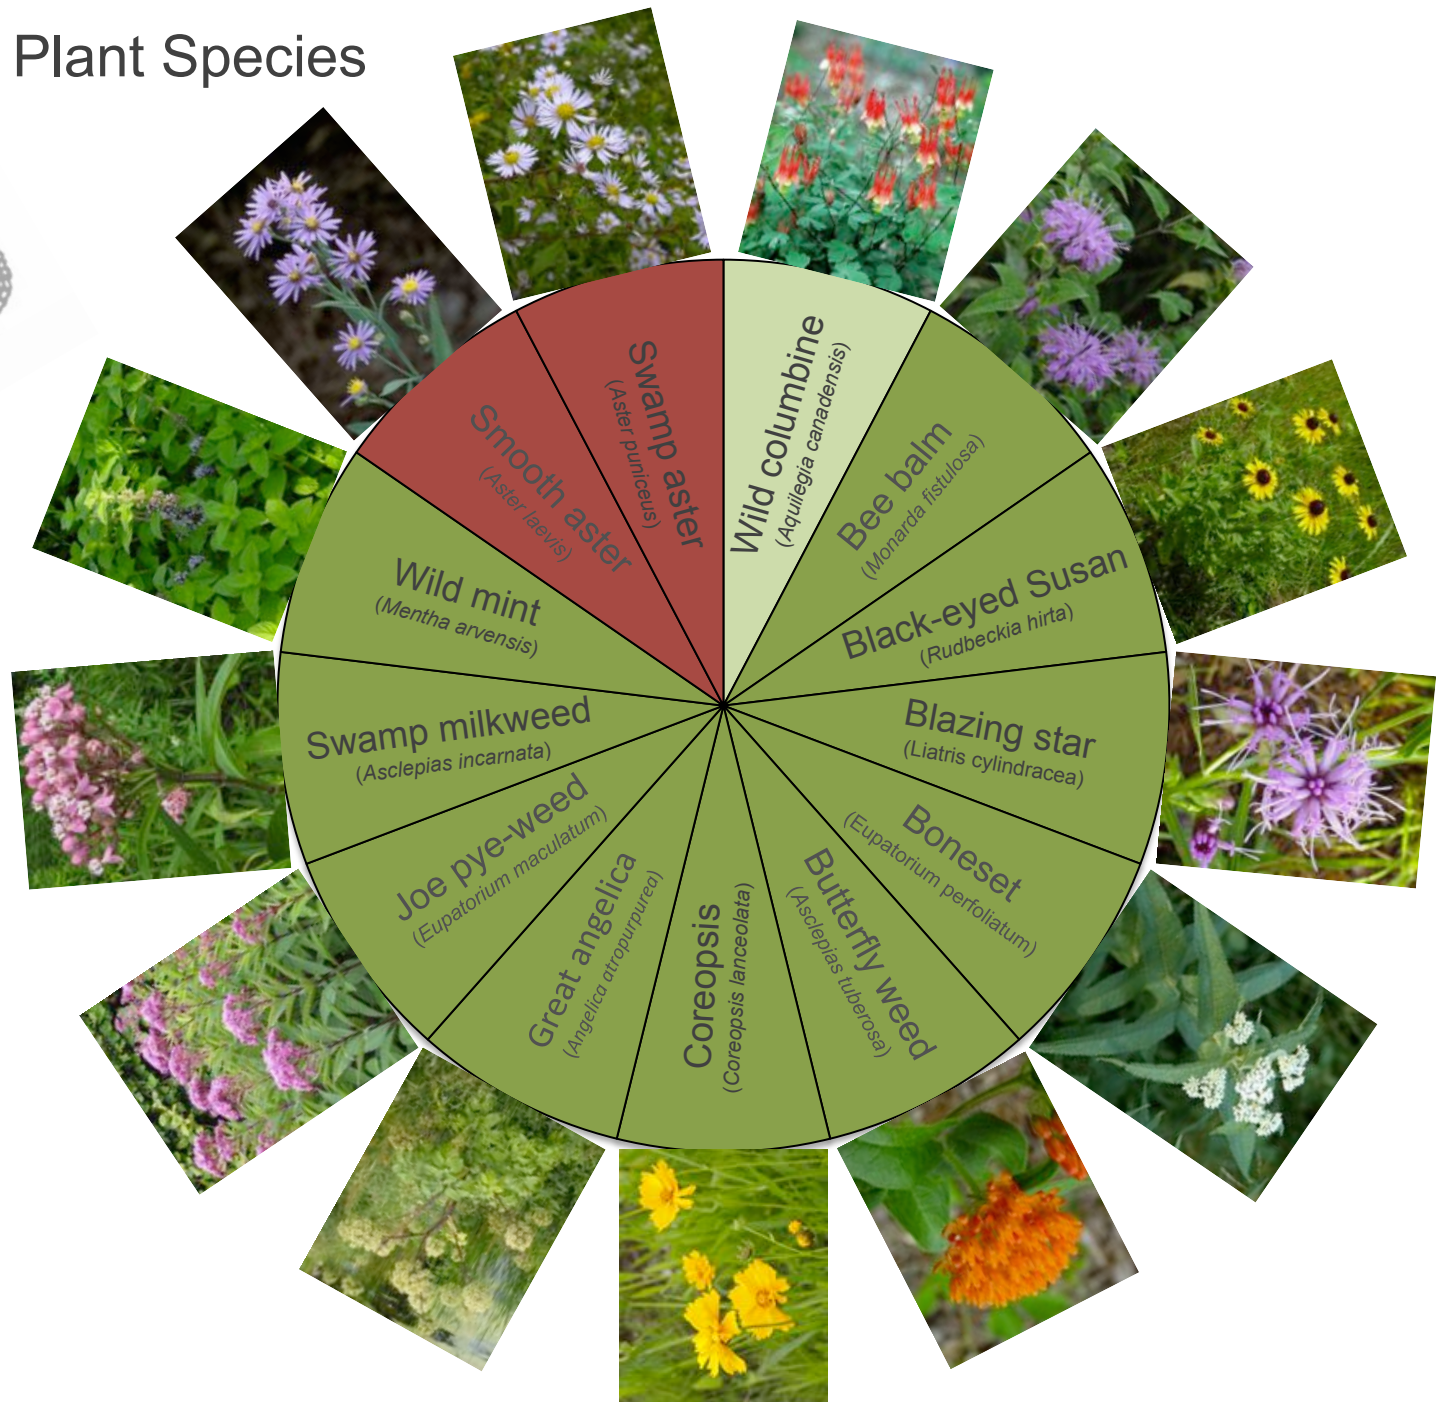 Plant Species
Wild columbine
(Aquilegia canadensis)
Bee balm
(Monarda fistulosa)
Black-eyed Susan
(Rudbeckia hirta)
Blazing star
(Liatris cylindracea)
Boneset
(Eupatorium perfoliatum)
Butterfly weed
(Asclepias tuberosa)
Coreopsis
(Coreopsis lanceolata)
Great angelica
(Angelica atropurpurea)
Joe pye-weed
(Eupatorium maculatum)
Swamp milkweed
(Asclepias incarnata)
Wild mint
(Mentha arvensis)
Smooth aster
(Aster laevis)
Swamp aster
(Aster puniceus)